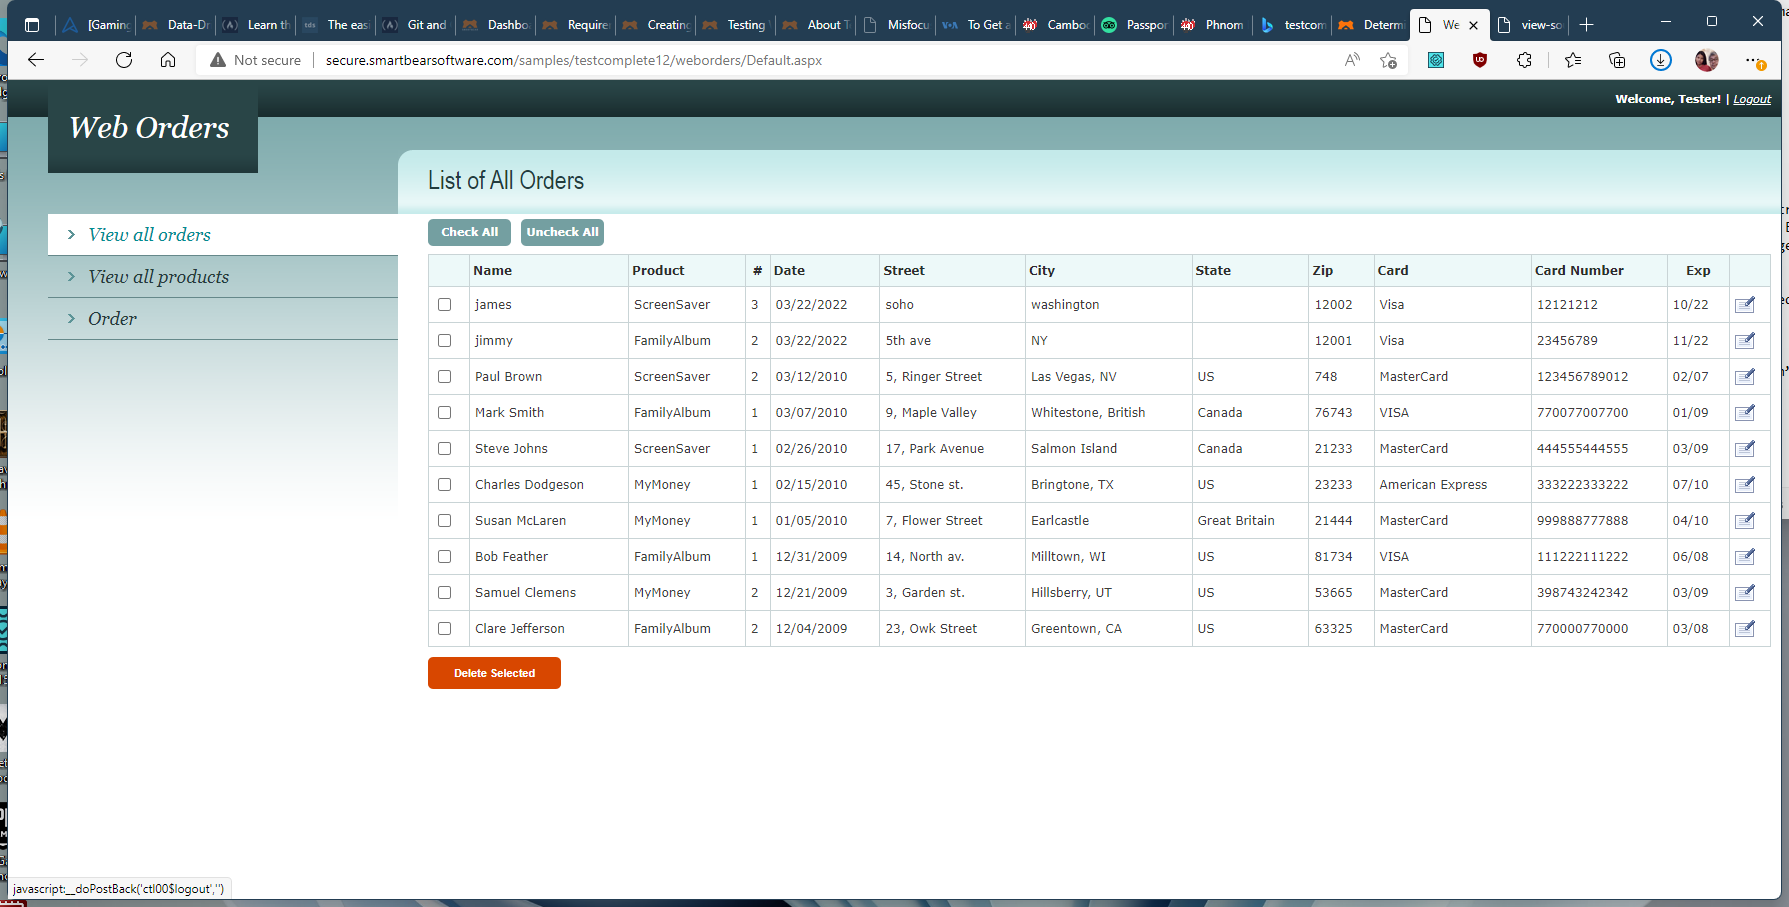 [Gaming
Data-Dr
Learn th
The eas
Git and
Dashbo
Require
Creating
Testing
About T
Misfocu
To Get a
Cambod
Passpor
Phnom
testcom
Determi
We
view-so
Not secure
secure.smartbearsoftware.com/samples/testcomplete12/weborders/Default.aspx
Welcome, Tester! | Logout
Web Orders
List of All Orders
View all orders
View all products
Order
Check All Uncheck All
Name Product # Date Street City State Zip Card Card Number Exp
james ScreenSaver 3 03/22/2022 soho washington 12002 Visa 12121212 10/22
jimmy FamilyAlbum 2 03/22/2022 5th ave NY 12001 Visa 23456789 11/22
Paul Brown ScreenSaver 2 03/12/2010 5, Ringer Street Las Vegas, NV US 748 MasterCard 123456789012 02/07
Mark Smith FamilyAlbum 1 03/07/2010 9, Maple Valley Whitestone, British Canada 76743 VISA 770077007700 01/09
Steve Johns ScreenSaver 1 02/26/2010 17, Park Avenue Salmon Island Canada 21233 MasterCard 444555444555 03/09
Charles Dodgeson MyMoney 1 02/15/2010 45, Stone st. Bringtone, TX US 23233 American Express 333222333222 07/10
Susan McLaren MyMoney 1 01/05/2010 7, Flower Street Earlcastle Great Britain 21444 MasterCard 999888777888 04/10
Bob Feather FamilyAlbum 1 12/31/2009 14, North av. Milltown, WI US 81734 VISA 111222111222 06/08
Samuel Clemens MyMoney 2 12/21/2009 3, Garden st. Hillsberry, UT US 53665 MasterCard 398743242342 03/09
Clare Jefferson FamilyAlbum 2 12/04/2009 23, Owk Street Greentown, CA US 63325 MasterCard 770000770000 03/08
Delete Selected
javascript:__doPostBack('ctl00$logout','')